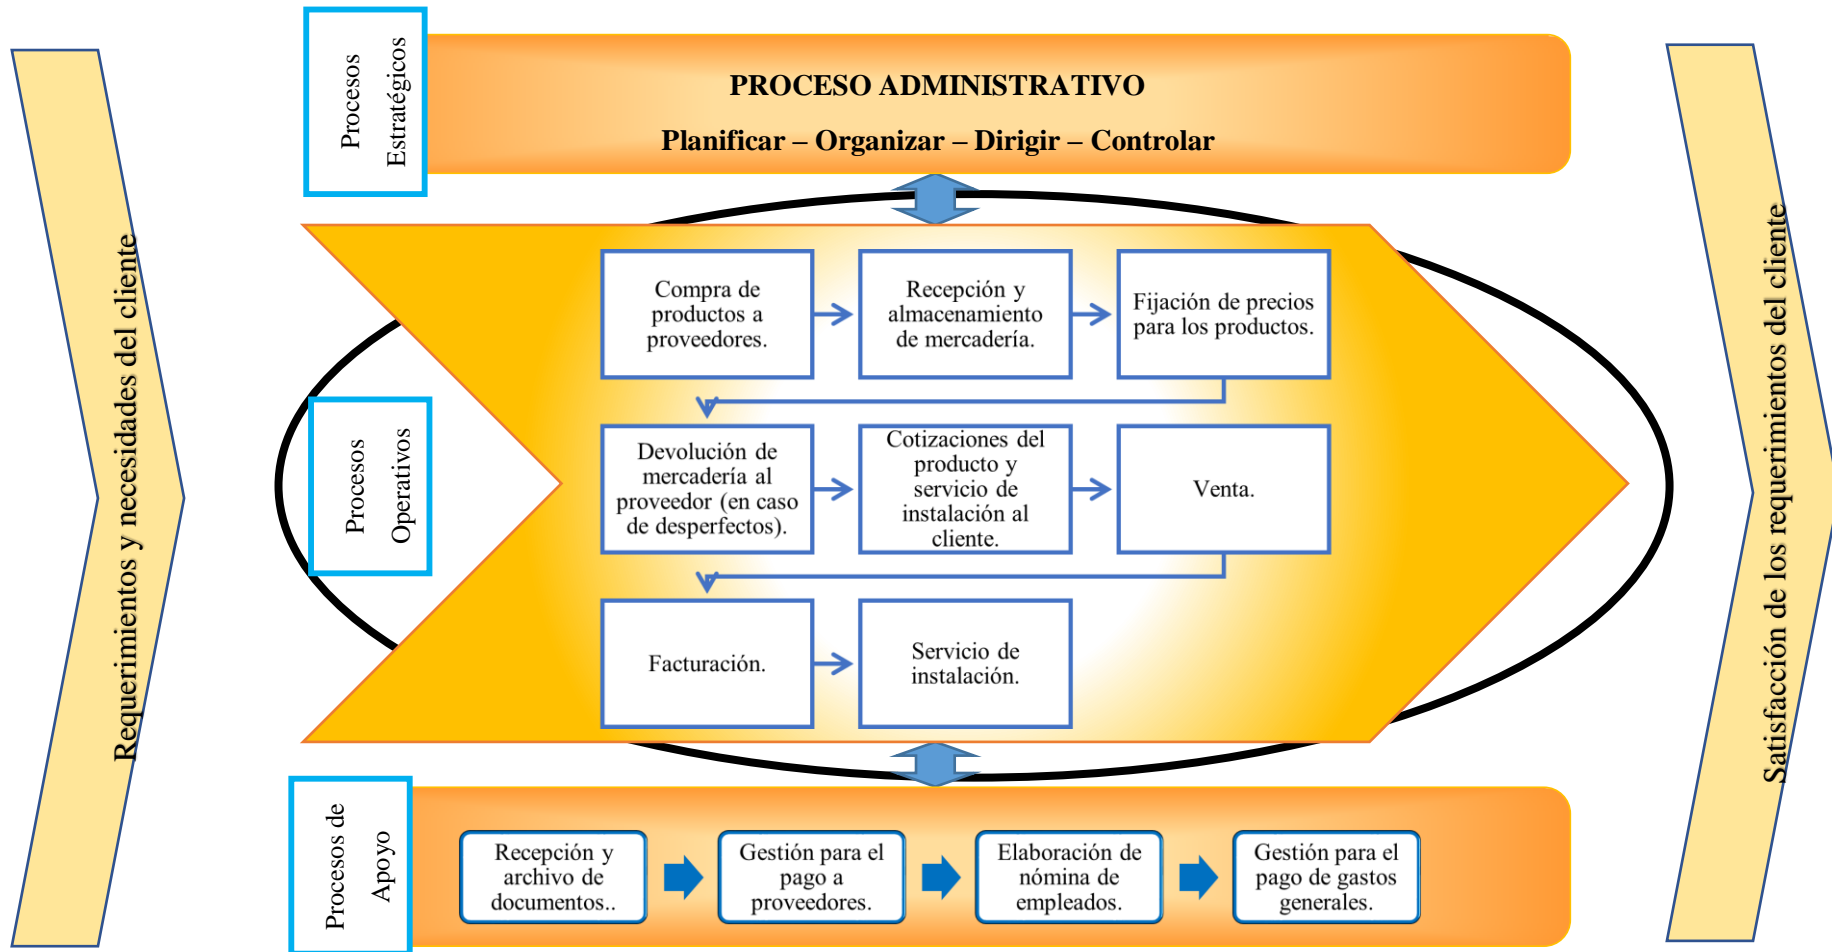 Requerimientos y necesidades del cliente
Procesos
Estratégicos
PROCESO ADMINISTRATIVO
Planificar – Organizar – Dirigir – Controlar
Procesos
Operativos
Compra de
productos a
proveedores.
Recepción y
almacenamiento
de mercadería.
Fijación de precios
para los productos.
Devolución de
mercadería al
proveedor (en caso
de desperfectos).
Cotizaciones del
producto y
servicio de
instalación al
cliente.
Venta.
Facturación.
Servicio de
instalación.
Procesos de
Apoyo
Recepción y
archivo de
documentos..
Gestión para el
pago a
proveedores.
Elaboración de
nómina de
empleados.
Gestión para el
pago de gastos
generales.
Satisfacción de los requerimientos del cliente